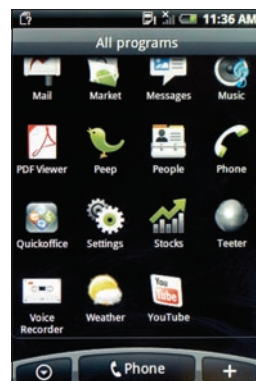 11:36 AM
All programs
Mail Market Messages Music
PDF Viewer Peep People Phone
Quickoffice Settings Stocks Teeter
You
Tube
Voice Weather YouTube
Recorder
Phone